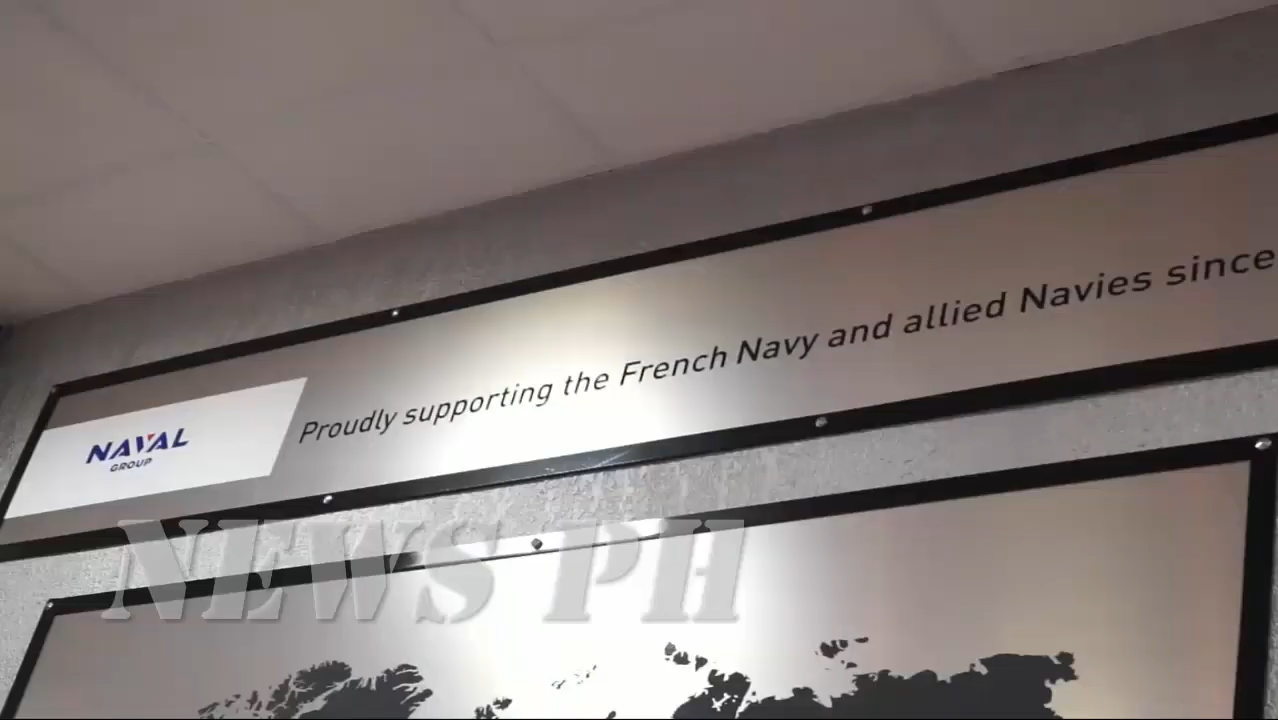 Proudly supporting the French Navy and allied Navies since
NAVAL
GROUP
NEWS PH